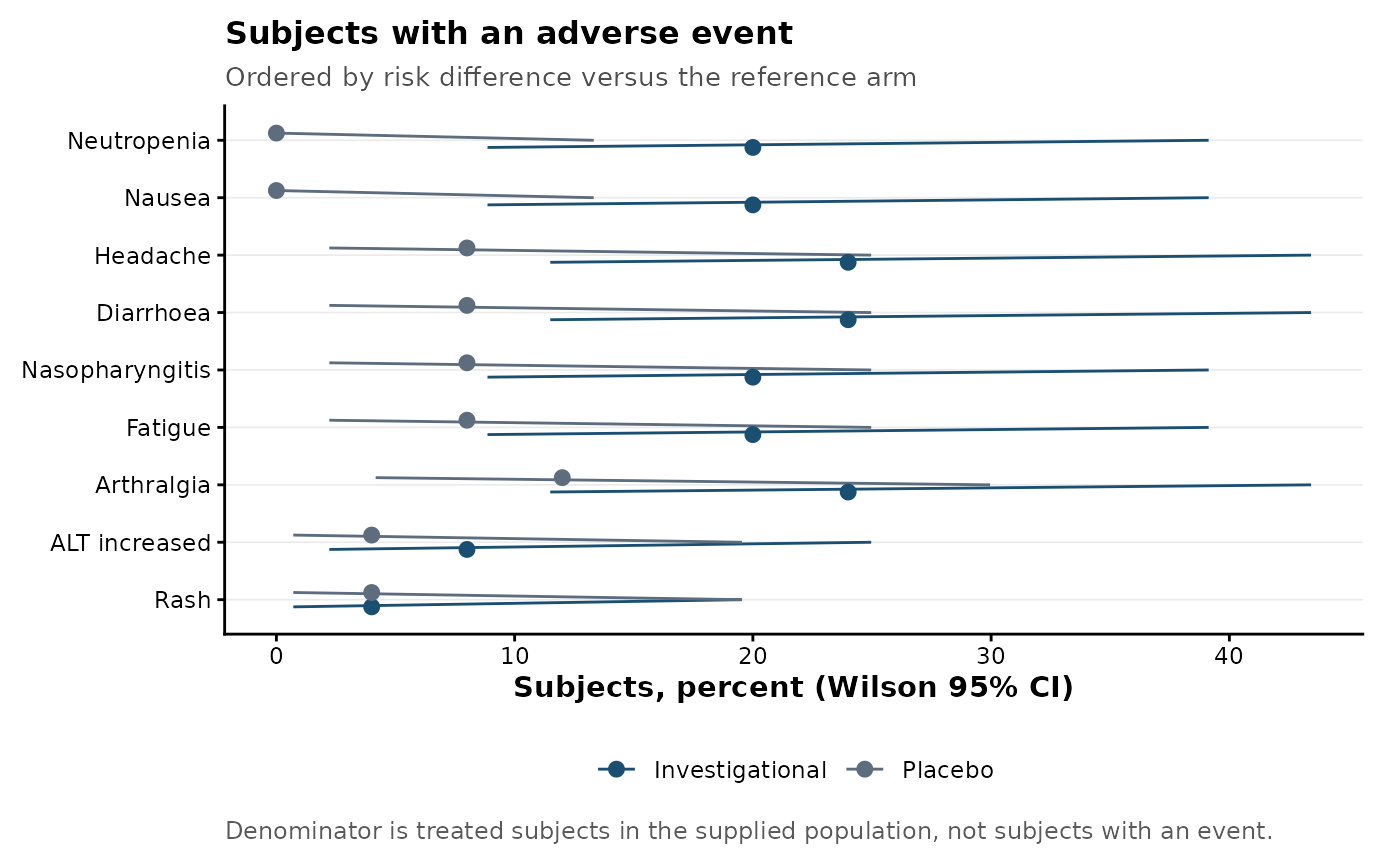 Subjects with an adverse event
Ordered by risk difference versus the reference arm
Neutropenia
Nausea
Headache
Diarrhoea
Nasopharyngitis
Fatigue
Arthralgia
ALT increased
Rash
0 10 20 30 40
Subjects, percent (Wilson 95% CI)
Investigational Placebo
Denominator is treated subjects in the supplied population, not subjects with an event.